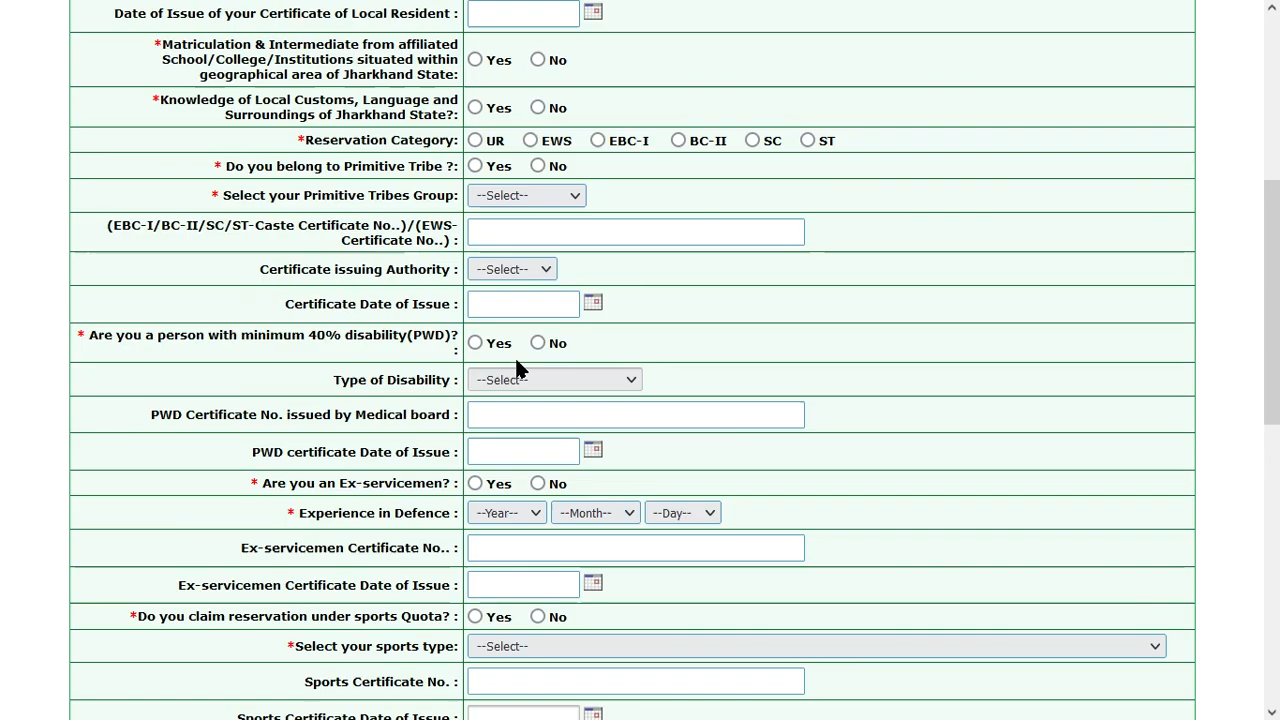 Date of Issue of your Certificate of Local Resident :
*Matriculation & Intermediate from affiliated
School/College/Institutions situated within
geographical area of Jharkhand State:
Yes No
*Knowledge of Local Customs, Language and
Surroundings of Jharkhand State?:
Yes No
*Reservation Category: UR EWS EBC-I BC-II SC ST
* Do you belong to Primitive Tribe ?: Yes No
* Select your Primitive Tribes Group: --Select--
(EBC-I/BC-II/SC/ST-Caste Certificate No..)/(EWS-
Certificate No..) :
Certificate issuing Authority : --Select--
Certificate Date of Issue :
* Are you a person with minimum 40% disability(PWD)?
:
Yes No
Type of Disability : --Select--
PWD Certificate No. issued by Medical board :
PWD certificate Date of Issue :
* Are you an Ex-servicemen? : Yes No
* Experience in Defence : --Year-- --Month-- --Day--
Ex-servicemen Certificate No.. :
Ex-servicemen Certificate Date of Issue :
*Do you claim reservation under sports Quota? : Yes No
*Select your sports type: --Select--
Sports Certificate No. :
Sports Certificate Date of Issue :